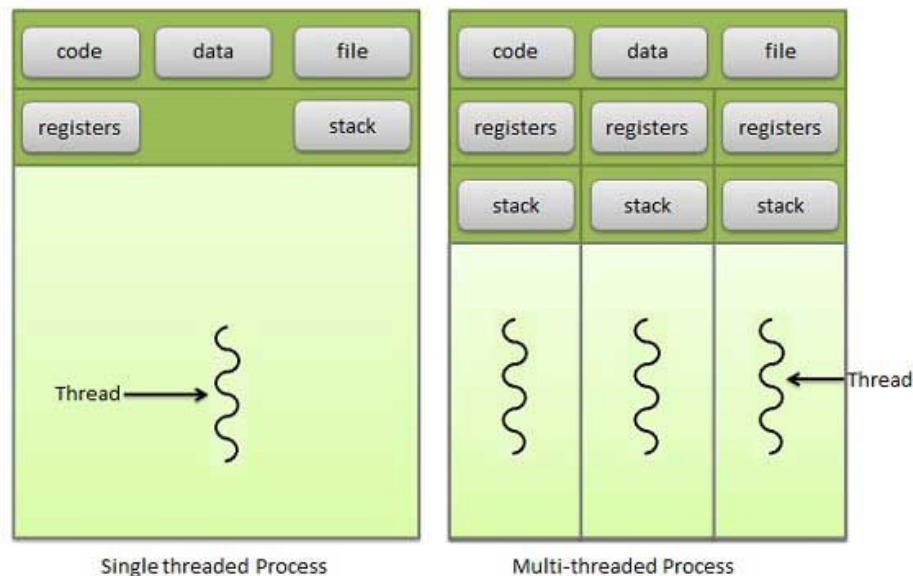 code data file
registers stack
Thread
Single threaded Process
code data file
registers registers registers
stack stack stack
Thread
Multi-threaded Process